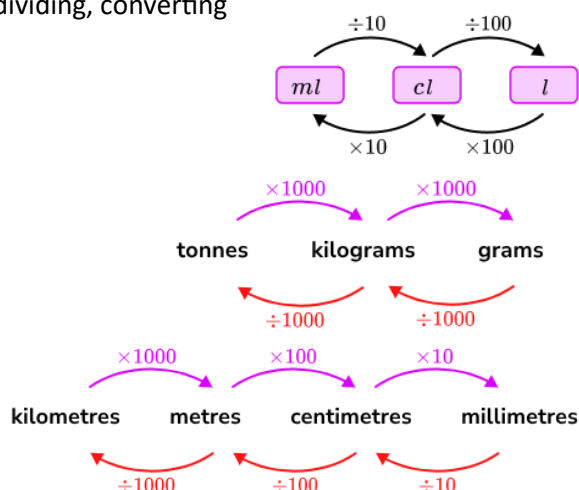 dividing, converting
÷10 ÷100
ml cl l
×10 ×100
×1000 ×1000
tonnes kilograms grams
÷1000 ÷1000
×1000 ×100 ×10
kilometres metres centimetres millimetres
÷1000 ÷100 ÷10